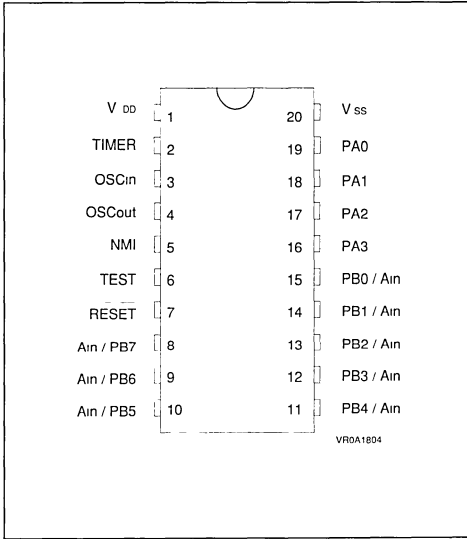 V DD 1 20 V SS
TIMER 2 19 PA0
OSCin 3 18 PA1
OSCout 4 17 PA2
NMI 5 16 PA3
TEST 6 15 PB0 / Ain
RESET 7 14 PB1 / Ain
Ain / PB7 8 13 PB2 / Ain
Ain / PB6 9 12 PB3 / Ain
Ain / PB5 10 11 PB4 / Ain
VR0A1804